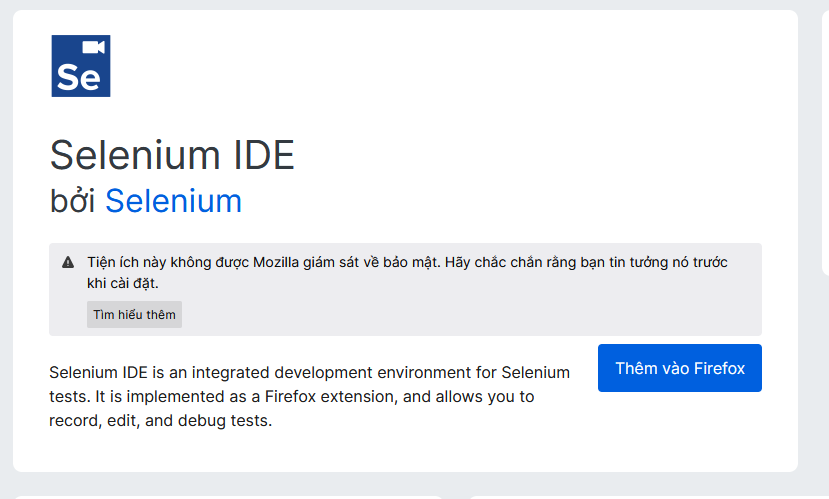 Se
Selenium IDE
bởi Selenium
Tiện ích này không được Mozilla giám sát về bảo mật. Hãy chắc chắn rằng bạn tin tưởng nó trước
khi cài đặt.
Tìm hiểu thêm
Selenium IDE is an integrated development environment for Selenium
tests. It is implemented as a Firefox extension, and allows you to
record, edit, and debug tests.
Thêm vào Firefox